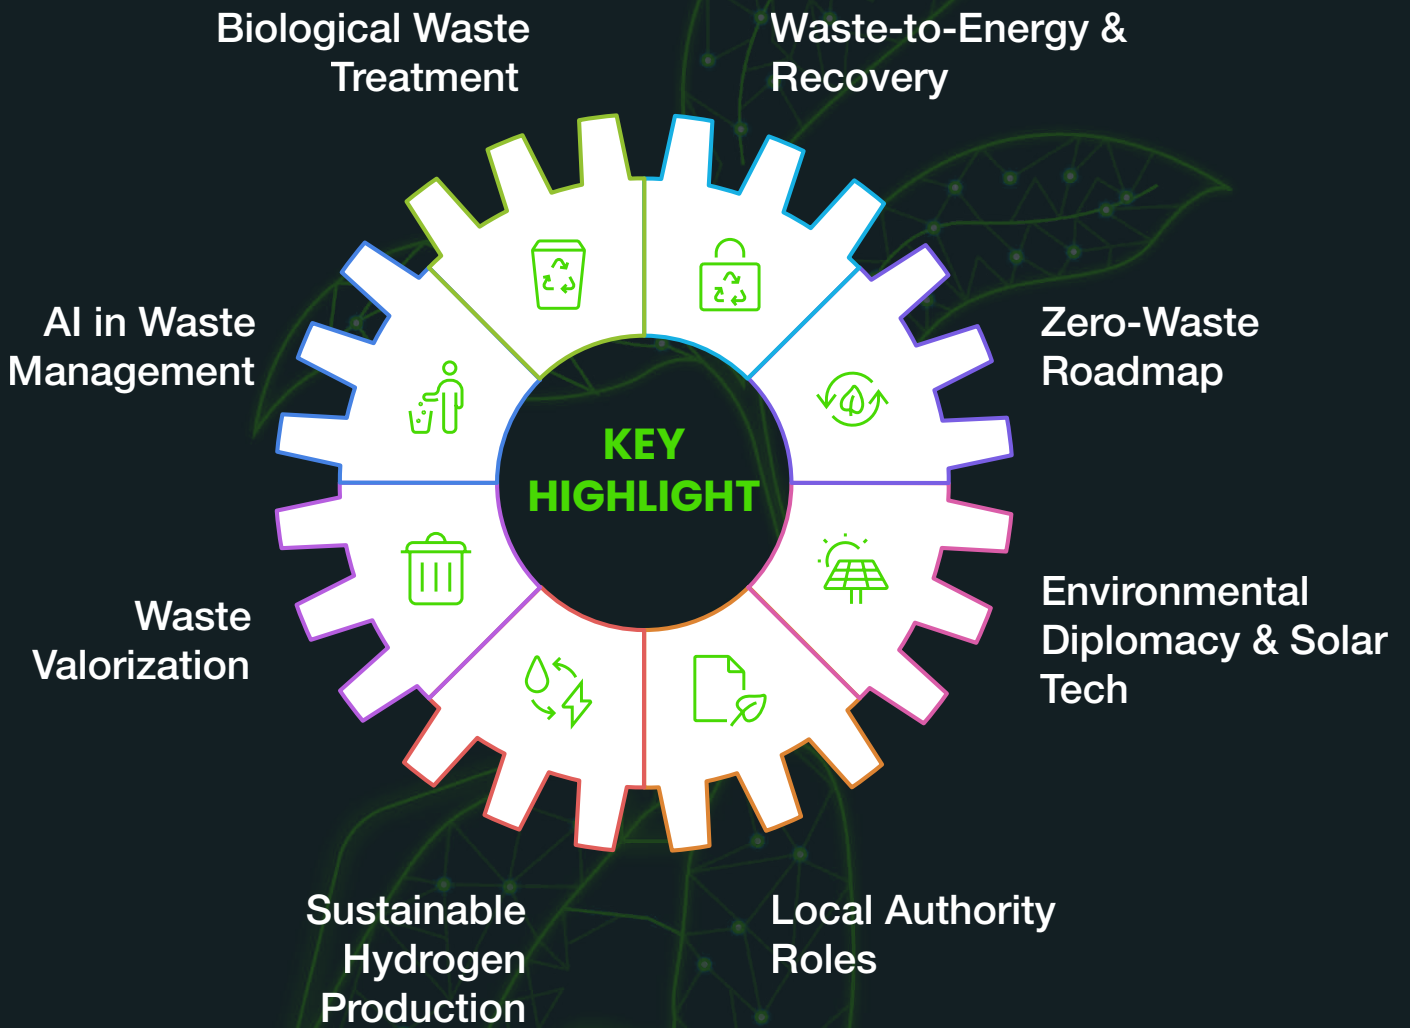 Biological Waste
Treatment
Waste-to-Energy &
Recovery
AI in Waste
Management
Zero-Waste
Roadmap
KEY
HIGHLIGHT
Waste
Valorization
Environmental
Diplomacy & Solar
Tech
Sustainable
Hydrogen
Production
Local Authority
Roles